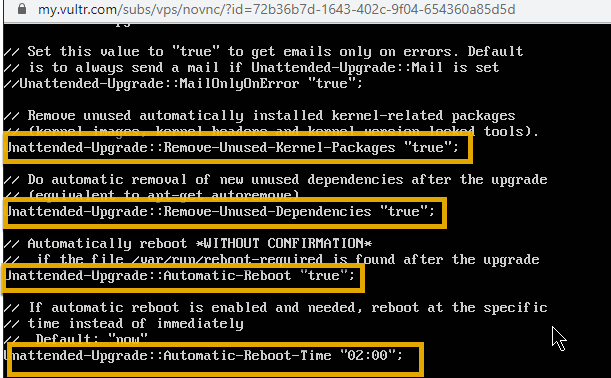 my.vultr.com/subs/vps/novnc/?id=72b36b7d-1643-402c-9f04-654360a85d5d
// Set this value to "true" to get emails only on errors. Default
// is to always send a mail if Unattended-Upgrade::Mail is set
//Unattended-Upgrade::MailOnlyOnError "true";
// Remove unused automatically installed kernel-related packages
// (kernel images, kernel headers and kernel version locked tools).
Unattended-Upgrade::Remove-Unused-Kernel-Packages "true";
// Do automatic removal of new unused dependencies after the upgrade
// (equivalent to apt-get autoremove)
Unattended-Upgrade::Remove-Unused-Dependencies "true";
// Automatically reboot *WITHOUT CONFIRMATION*
//  if the file /var/run/reboot-required is found after the upgrade
Unattended-Upgrade::Automatic-Reboot "true";
// If automatic reboot is enabled and needed, reboot at the specific
// time instead of immediately
//  Default: "now"
Unattended-Upgrade::Automatic-Reboot-Time "02:00";